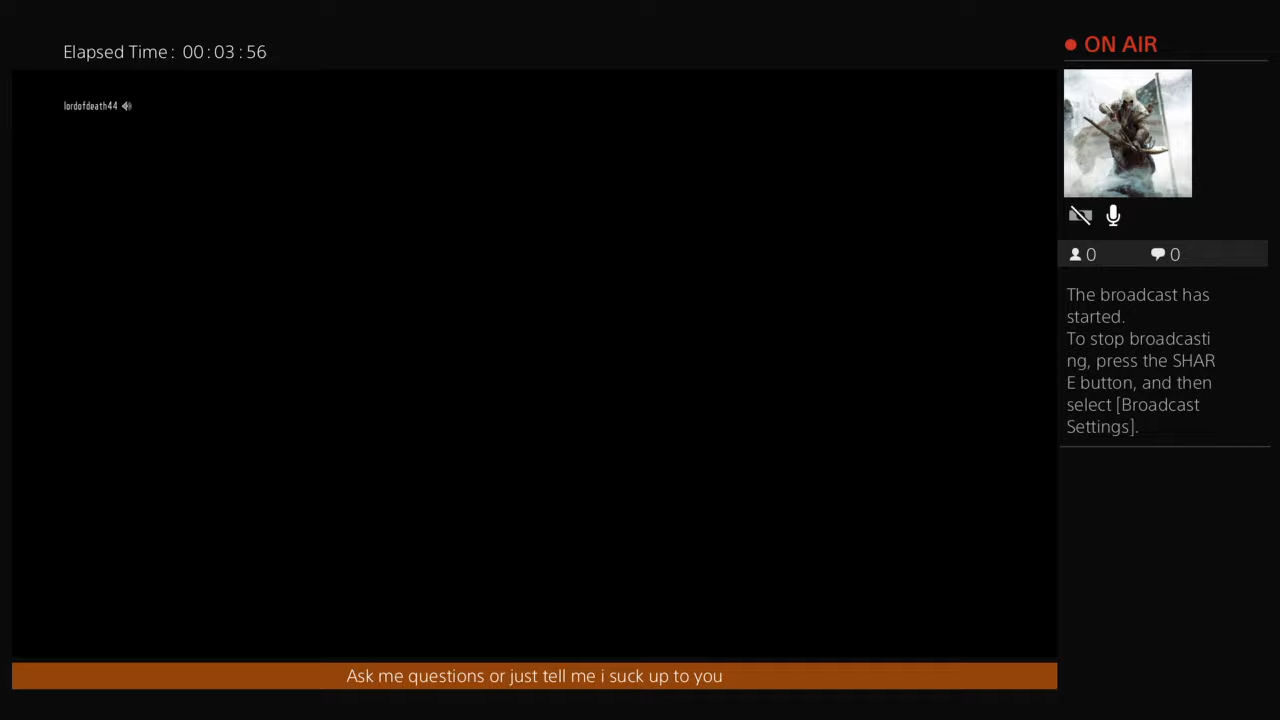 Elapsed Time: 00:03:56
ON AIR
lordofdeath44
0 0
The broadcast has
started.
To stop broadcasti
ng, press the SHAR
E button, and then
select [Broadcast
Settings].
Ask me questions or just tell me i suck up to you